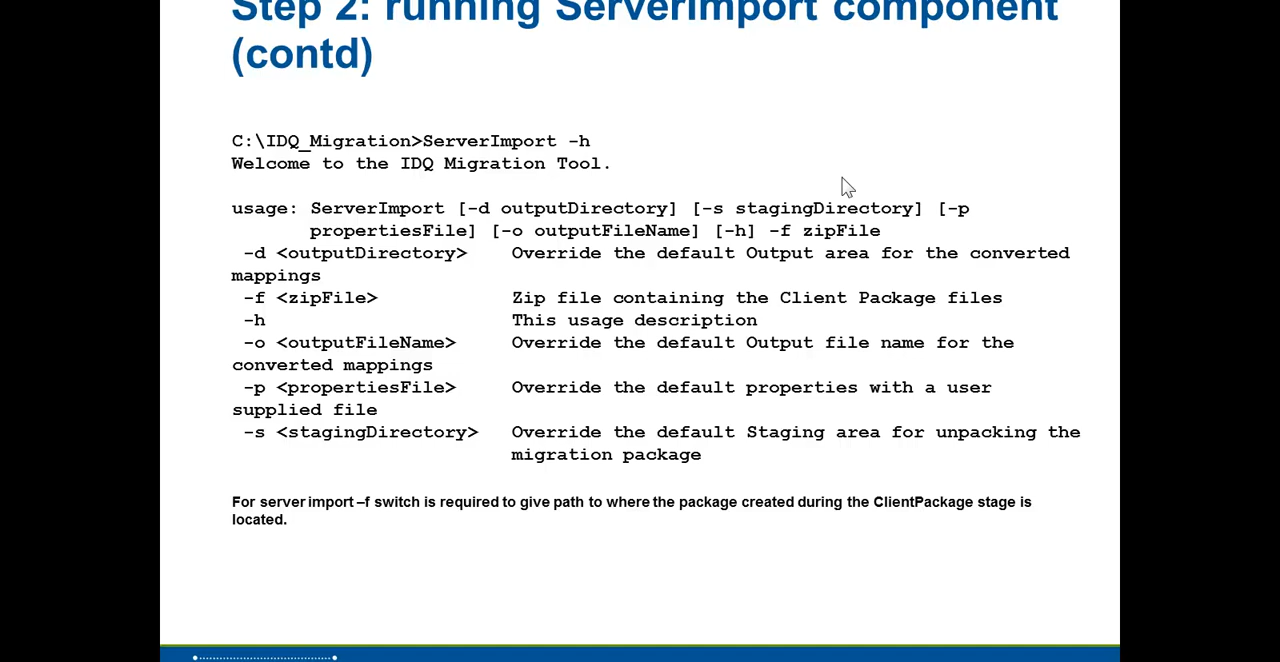 Step 2: running ServerImport component
(contd)
C:\IDQ_Migration>ServerImport -h
Welcome to the IDQ Migration Tool.
usage: ServerImport [-d outputDirectory] [-s stagingDirectory] [-p
propertiesFile] [-o outputFileName] [-h] -f zipFile
-d <outputDirectory> Override the default Output area for the converted
mappings
-f <zipFile> Zip file containing the Client Package files
-h This usage description
-o <outputFileName> Override the default Output file name for the
converted mappings
-p <propertiesFile> Override the default properties with a user
supplied file
-s <stagingDirectory> Override the default Staging area for unpacking the
migration package
For server import –f switch is required to give path to where the package created during the ClientPackage stage is
located.